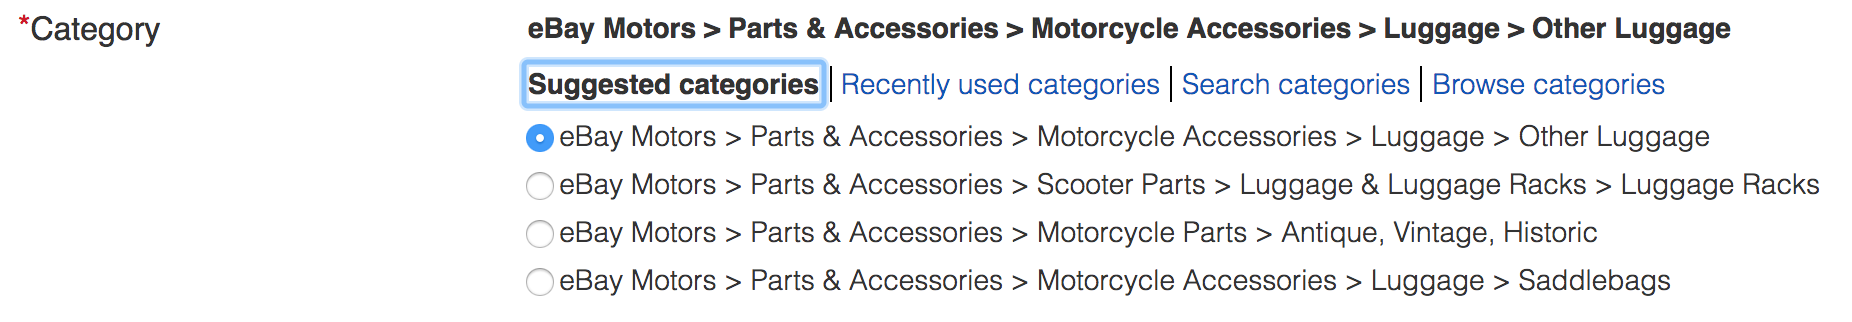 *Category
eBay Motors > Parts & Accessories > Motorcycle Accessories > Luggage > Other Luggage
Suggested categories | Recently used categories | Search categories | Browse categories
eBay Motors > Parts & Accessories > Motorcycle Accessories > Luggage > Other Luggage
eBay Motors > Parts & Accessories > Scooter Parts > Luggage & Luggage Racks > Luggage Racks
eBay Motors > Parts & Accessories > Motorcycle Parts > Antique, Vintage, Historic
eBay Motors > Parts & Accessories > Motorcycle Accessories > Luggage > Saddlebags